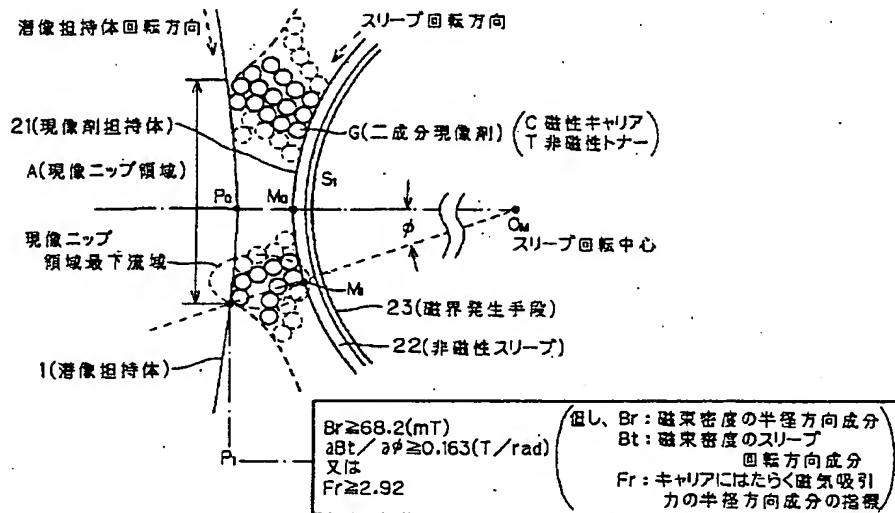 潜像担持体回転方向
スリーブ回転方向
21(現像剤担持体)
G(二成分現像剤)
(C 磁性キャリア
T 非磁性トナー)
A(現像ニップ領域)
S1
P0
M0
φ
OM
スリーブ回転中心
現像ニップ
領域最下流域
M1
23(磁界発生手段)
22(非磁性スリーブ)
1(潜像担持体)
P1
Br≧68.2(mT)
∂Bt/∂φ≧0.163(T/rad)
又は
Fr≧2.92
(但し、Br:磁束密度の半径方向成分
Bt:磁束密度のスリーブ
回転方向成分
Fr:キャリアにはたらく磁気吸引
力の半径方向成分の指標)